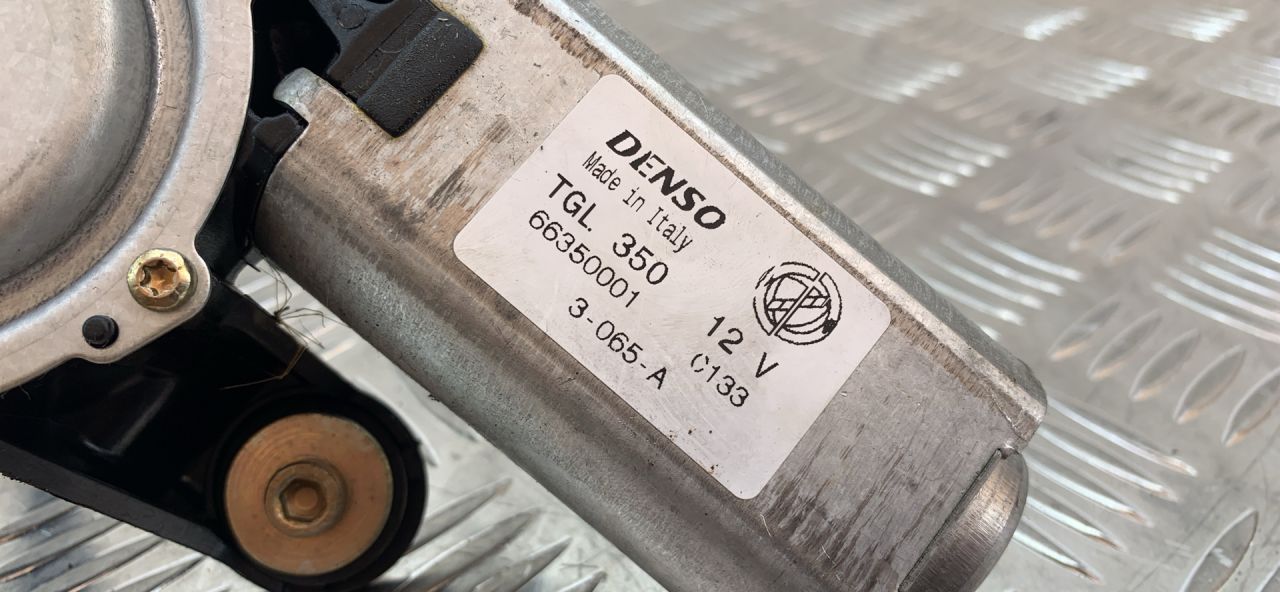 DENSO
Made in Italy
TGL 350
66350001
12 V
3-065-A
C133